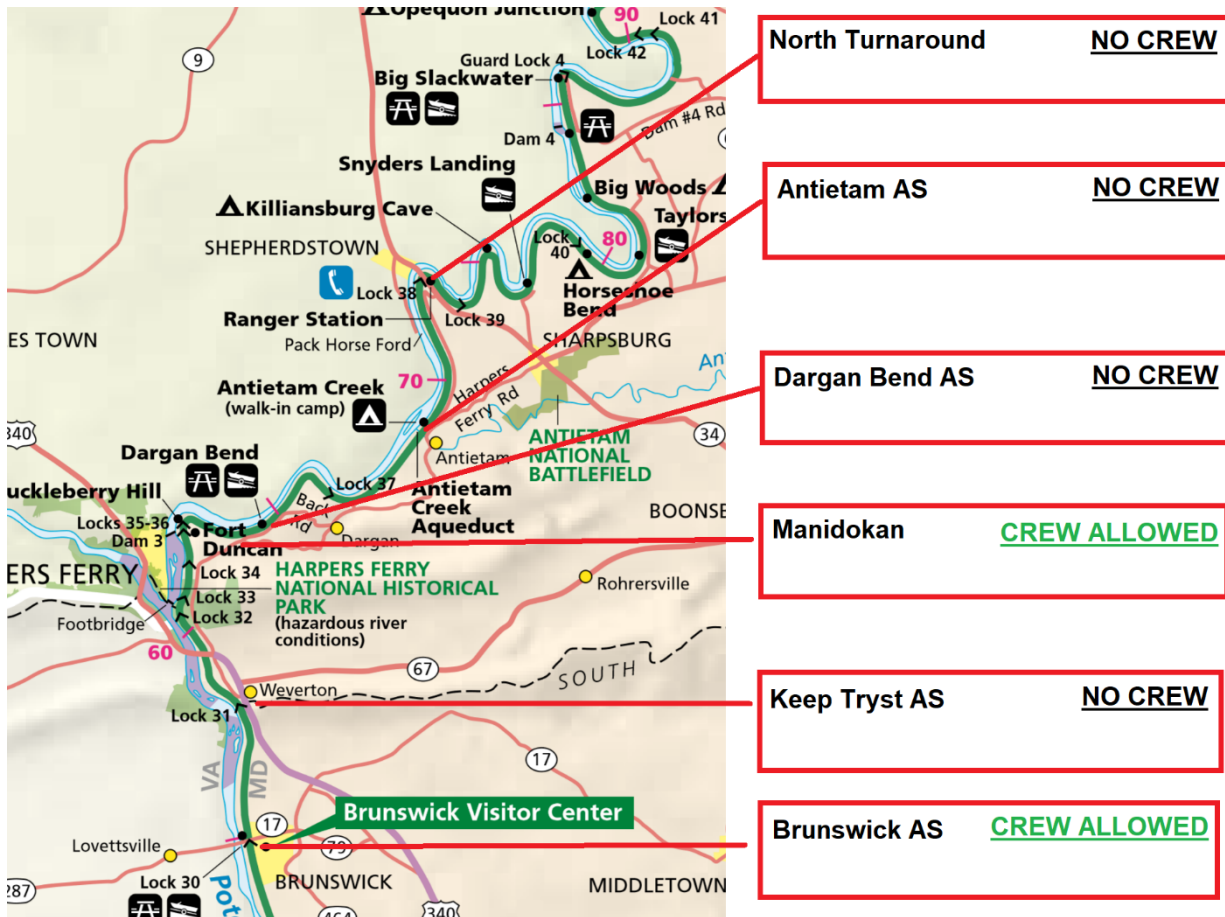 Opequon Junction
90
Lock 41
Lock 42
9
Guard Lock 4
Big Slackwater
Dam #4 Rd
Dam 4
Snyders Landing
Big Woods
Killiansburg Cave
Taylors
Lock
40
80
SHEPHERDSTOWN
Horseshoe
Bend
Lock 38
Ranger Station
Lock 39
Pack Horse Ford
ES TOWN
SHARPSBURG
70
Harpers
Ferry Rd
An
Antietam Creek
(walk-in camp)
340
34
ANTIETAM
NATIONAL
BATTLEFIELD
Antietam
Dargan Bend
Lock 37
Antietam
Creek
Aqueduct
Back
Rd
uckleberry Hill
BOONSB
Locks 35-36
Dam 3
Fort
Duncan
Dargan
Lock 34
ERS FERRY
HARPERS FERRY
NATIONAL HISTORICAL
PARK
(hazardous river
conditions)
Rohrersville
Lock 33
Footbridge
Lock 32
60
67
SOUTH
Weverton
Lock 31
VA
MD
17
Brunswick Visitor Center
17
79
Lovettsville
Lock 30
BRUNSWICK
MIDDLETOWN
287
Poto
464
340
North Turnaround NO CREW
Antietam AS NO CREW
Dargan Bend AS NO CREW
Manidokan CREW ALLOWED
Keep Tryst AS NO CREW
Brunswick AS CREW ALLOWED